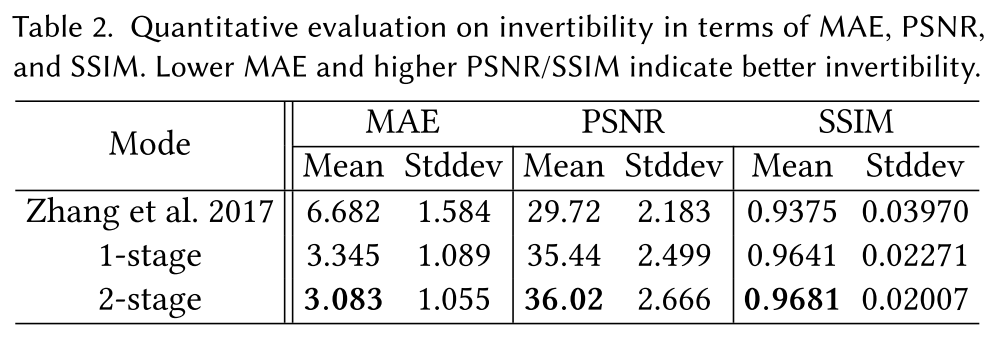 Table 2. Quantitative evaluation on invertibility in terms of MAE, PSNR,
and SSIM. Lower MAE and higher PSNR/SSIM indicate better invertibility.
Mode MAE PSNR SSIM
Mean Stddev Mean Stddev Mean Stddev
Zhang et al. 2017 6.682 1.584 29.72 2.183 0.9375 0.03970
1-stage 3.345 1.089 35.44 2.499 0.9641 0.02271
2-stage 3.083 1.055 36.02 2.666 0.9681 0.02007